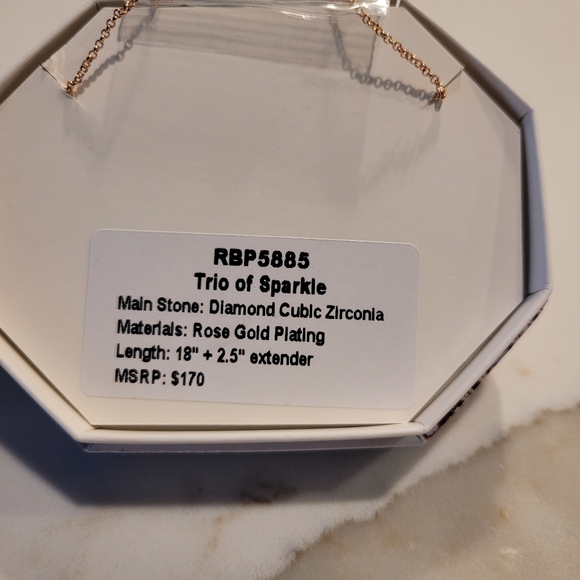 RBP5885
Trio of Sparkle
Main Stone: Diamond Cubic Zirconia
Materials: Rose Gold Plating
Length: 18" + 2.5" extender
MSRP: $170